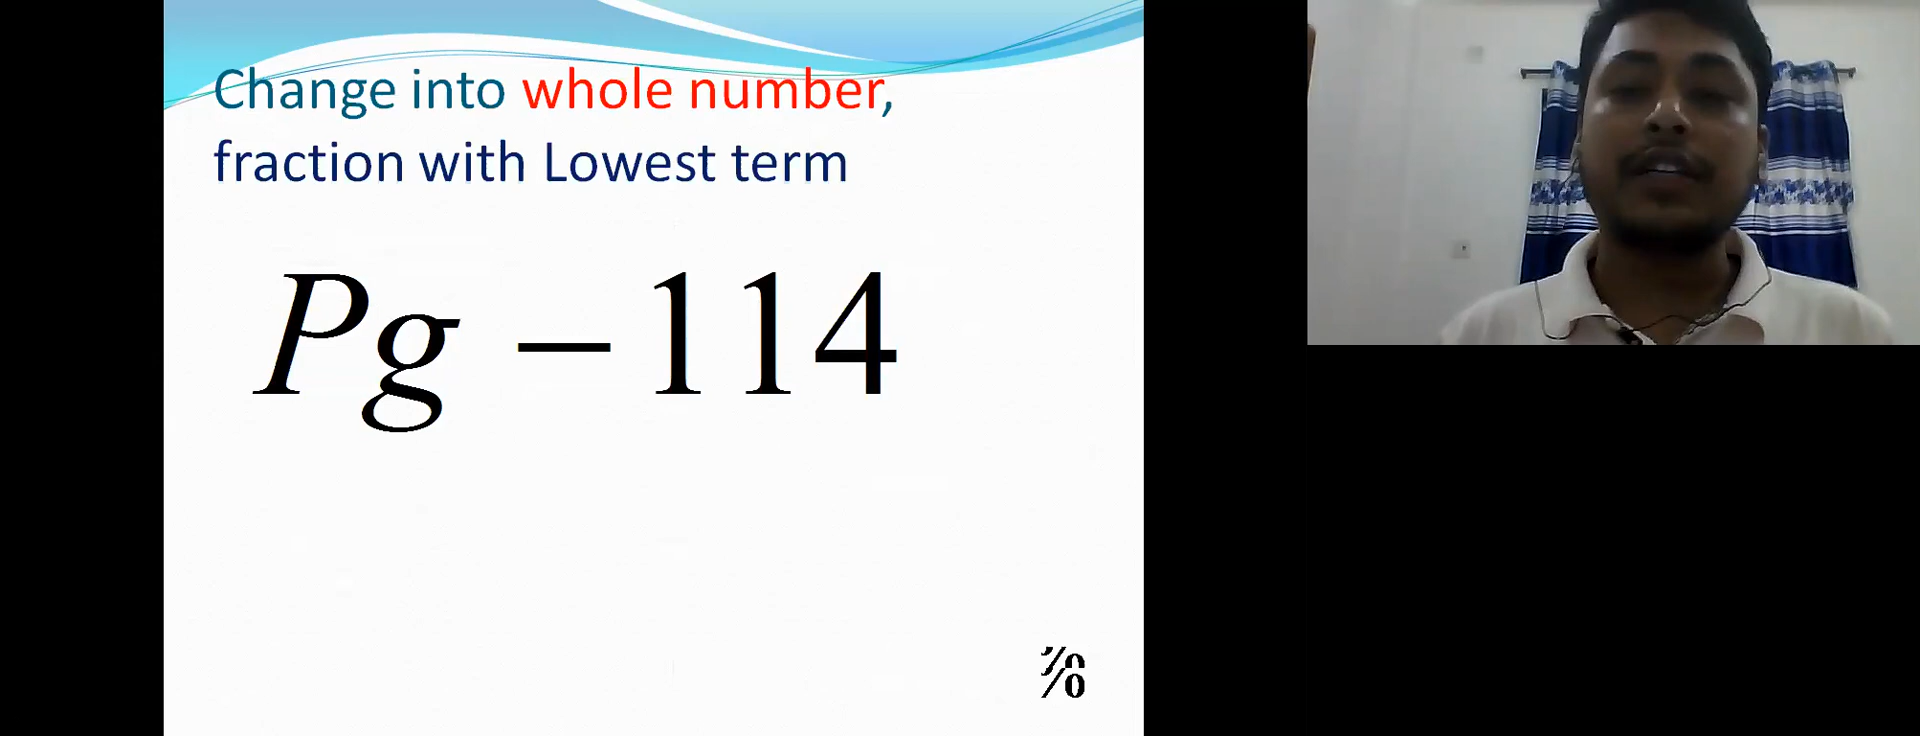 Change into whole number,
fraction with Lowest term
Pg – 114